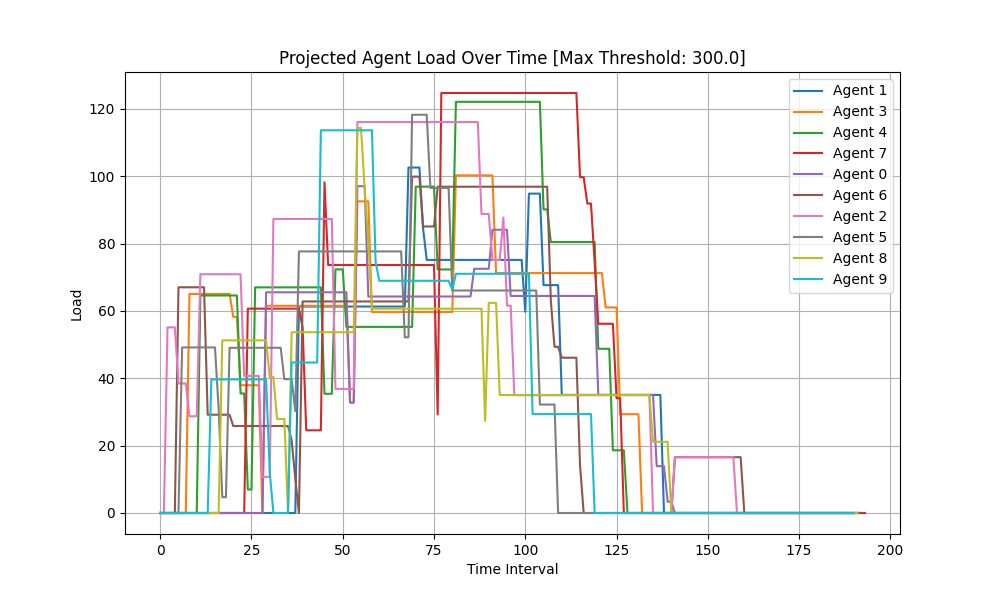 Projected Agent Load Over Time [Max Threshold: 300.0]
Load
120
100
80
60
40
20
0
0 25 50 75 100 125 150 175 200
Time Interval
Agent 1
Agent 3
Agent 4
Agent 7
Agent 0
Agent 6
Agent 2
Agent 5
Agent 8
Agent 9